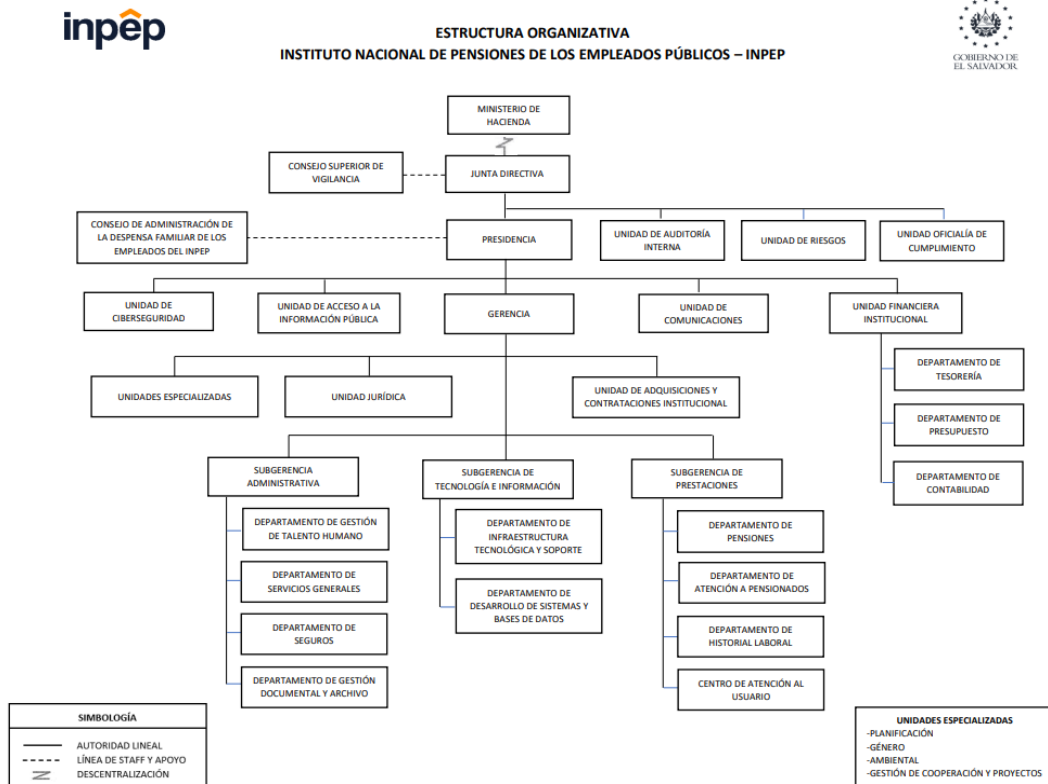 inpêp
ESTRUCTURA ORGANIZATIVA
INSTITUTO NACIONAL DE PENSIONES DE LOS EMPLEADOS PÚBLICOS – INPEP
GOBIERNO DE
EL SALVADOR
MINISTERIO DE
HACIENDA
CONSEJO SUPERIOR DE
VIGILANCIA
JUNTA DIRECTIVA
CONSEJO DE ADMINISTRACIÓN DE
LA DESPENSA FAMILIAR DE LOS
EMPLEADOS DEL INPEP
PRESIDENCIA
UNIDAD DE AUDITORÍA
INTERNA
UNIDAD DE RIESGOS
UNIDAD OFICIALÍA DE
CUMPLIMIENTO
UNIDAD DE
CIBERSEGURIDAD
UNIDAD DE ACCESO A LA
INFORMACIÓN PÚBLICA
GERENCIA
UNIDAD DE
COMUNICACIONES
UNIDAD FINANCIERA
INSTITUCIONAL
DEPARTAMENTO DE
TESORERÍA
DEPARTAMENTO DE
PRESUPUESTO
DEPARTAMENTO DE
CONTABILIDAD
UNIDADES ESPECIALIZADAS
UNIDAD JURÍDICA
UNIDAD DE ADQUISICIONES Y
CONTRATACIONES INSTITUCIONAL
SUBGERENCIA
ADMINISTRATIVA
DEPARTAMENTO DE GESTIÓN
DE TALENTO HUMANO
DEPARTAMENTO DE
SERVICIOS GENERALES
DEPARTAMENTO DE
SEGUROS
DEPARTAMENTO DE GESTIÓN
DOCUMENTAL Y ARCHIVO
SUBGERENCIA DE
TECNOLOGÍA E INFORMACIÓN
DEPARTAMENTO DE
INFRAESTRUCTURA
TECNOLÓGICA Y SOPORTE
DEPARTAMENTO DE
DESARROLLO DE SISTEMAS Y
BASES DE DATOS
SUBGERENCIA DE
PRESTACIONES
DEPARTAMENTO DE
PENSIONES
DEPARTAMENTO DE
ATENCIÓN A PENSIONADOS
DEPARTAMENTO DE
HISTORIAL LABORAL
CENTRO DE ATENCIÓN AL
USUARIO
SIMBOLOGÍA
AUTORIDAD LINEAL
LÍNEA DE STAFF Y APOYO
DESCENTRALIZACIÓN
UNIDADES ESPECIALIZADAS
-PLANIFICACIÓN
-GÉNERO
-AMBIENTAL
-GESTIÓN DE COOPERACIÓN Y PROYECTOS